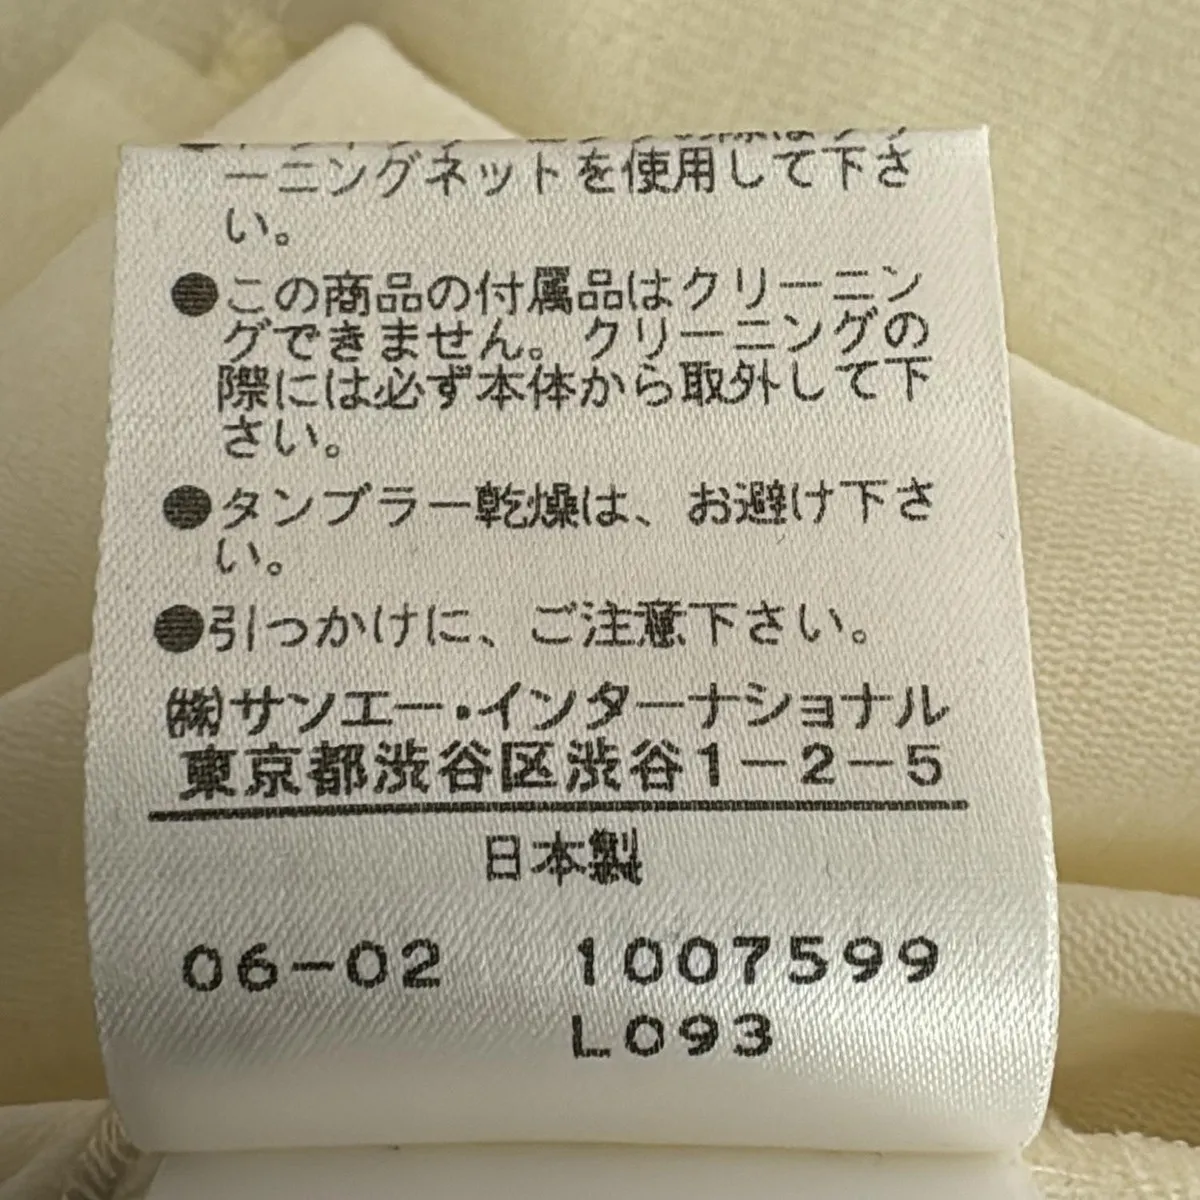 ーニングネットを使用して下さ
い。
●この商品の付属品はクリーニン
グできません。クリーニングの
際には必ず本体から取外して下
さい。
●タンブラー乾燥は、お避け下さ
い。
●引っかけに、ご注意下さい。
㈱サンエー・インターナショナル
東京都渋谷区渋谷1-2-5
日本製
06-02 1007599
L093